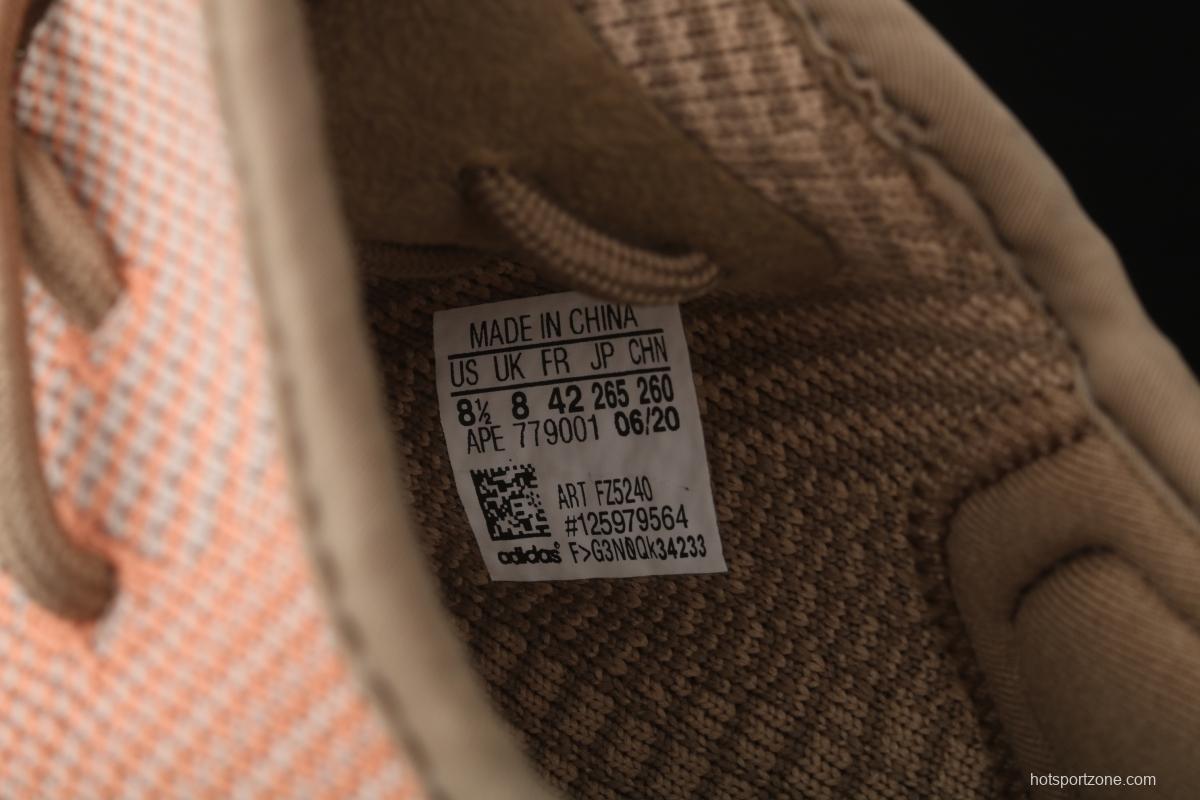 MADE IN CHINA
US UK FR JP CHN
8½ 8 42 265 260
APE 779001 06/20
ART FZ5240
#125979564
adidas® F>G3N0Qk34233
hotsportzone.com